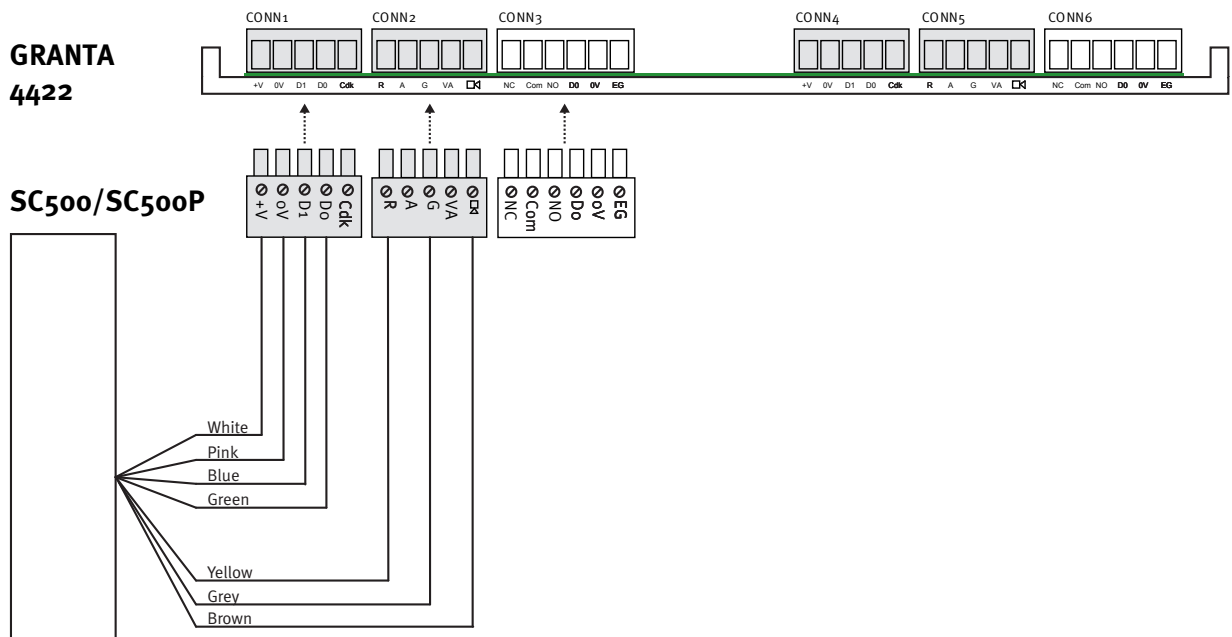 CONN1 CONN2 CONN3 CONN4 CONN5 CONN6
GRANTA
4422
+V 0V D1 D0 Cdk R A G VA NC Com NO D0 0V EG +V 0V D1 D0 Cdk R A G VA NC Com NO D0 0V EG
SC500/SC500P
+V 0V D1 D0 Cdk R A G VA NC Com NO D0 0V EG
White
Pink
Blue
Green
Yellow
Grey
Brown